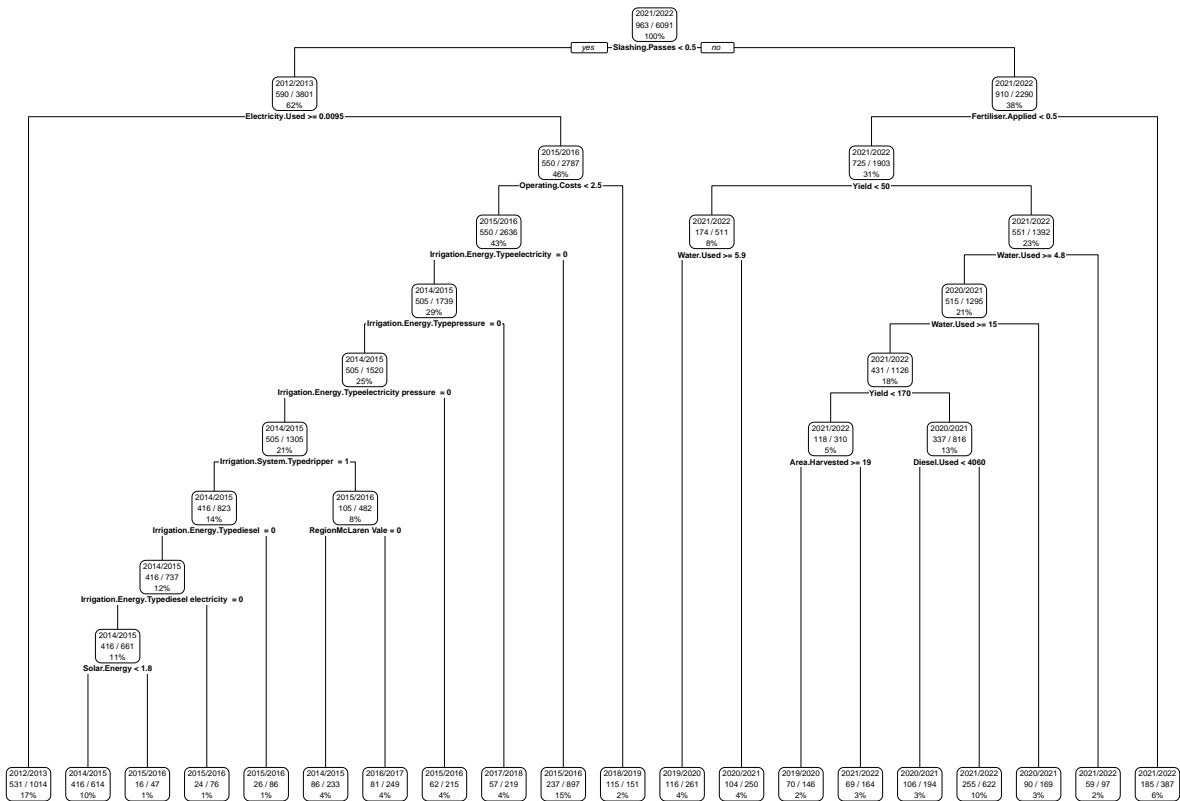 2021/2022
963 / 6091
100%
yes Slashing.Passes < 0.5 no
2012/2013
590 / 3801
62%
Electricity.Used >= 0.0095
2021/2022
910 / 2290
38%
Fertiliser.Applied < 0.5
2015/2016
550 / 2787
46%
Operating.Costs < 2.5
2021/2022
725 / 1903
31%
Yield < 50
2015/2016
550 / 2636
43%
Irrigation.Energy.Typeelectricity = 0
2021/2022
174 / 511
8%
Water.Used >= 5.9
2021/2022
551 / 1392
23%
Water.Used >= 4.8
2014/2015
505 / 1739
29%
Irrigation.Energy.Typepressure = 0
2020/2021
515 / 1295
21%
Water.Used >= 15
2014/2015
505 / 1520
25%
Irrigation.Energy.Typeelectricity pressure = 0
2021/2022
431 / 1126
18%
Yield < 170
2014/2015
505 / 1305
21%
Irrigation.System.Typedripper = 1
2021/2022
118 / 310
5%
Area.Harvested >= 19
2020/2021
337 / 816
13%
Diesel.Used < 4060
2014/2015
416 / 823
14%
Irrigation.Energy.Typediesel = 0
2015/2016
105 / 482
8%
RegionMcLaren Vale = 0
2014/2015
416 / 737
12%
Irrigation.Energy.Typediesel electricity = 0
2014/2015
416 / 661
11%
Solar.Energy < 1.8
2012/2013
531 / 1014
17%
2014/2015
416 / 614
10%
2015/2016
16 / 47
1%
2015/2016
24 / 76
1%
2015/2016
26 / 86
1%
2014/2015
86 / 233
4%
2016/2017
81 / 249
4%
2015/2016
62 / 215
4%
2017/2018
57 / 219
4%
2015/2016
237 / 897
15%
2018/2019
115 / 151
2%
2019/2020
116 / 261
4%
2020/2021
104 / 250
4%
2019/2020
70 / 146
2%
2021/2022
69 / 164
3%
2020/2021
106 / 194
3%
2021/2022
255 / 622
10%
2020/2021
90 / 169
3%
2021/2022
59 / 97
2%
2021/2022
185 / 387
6%